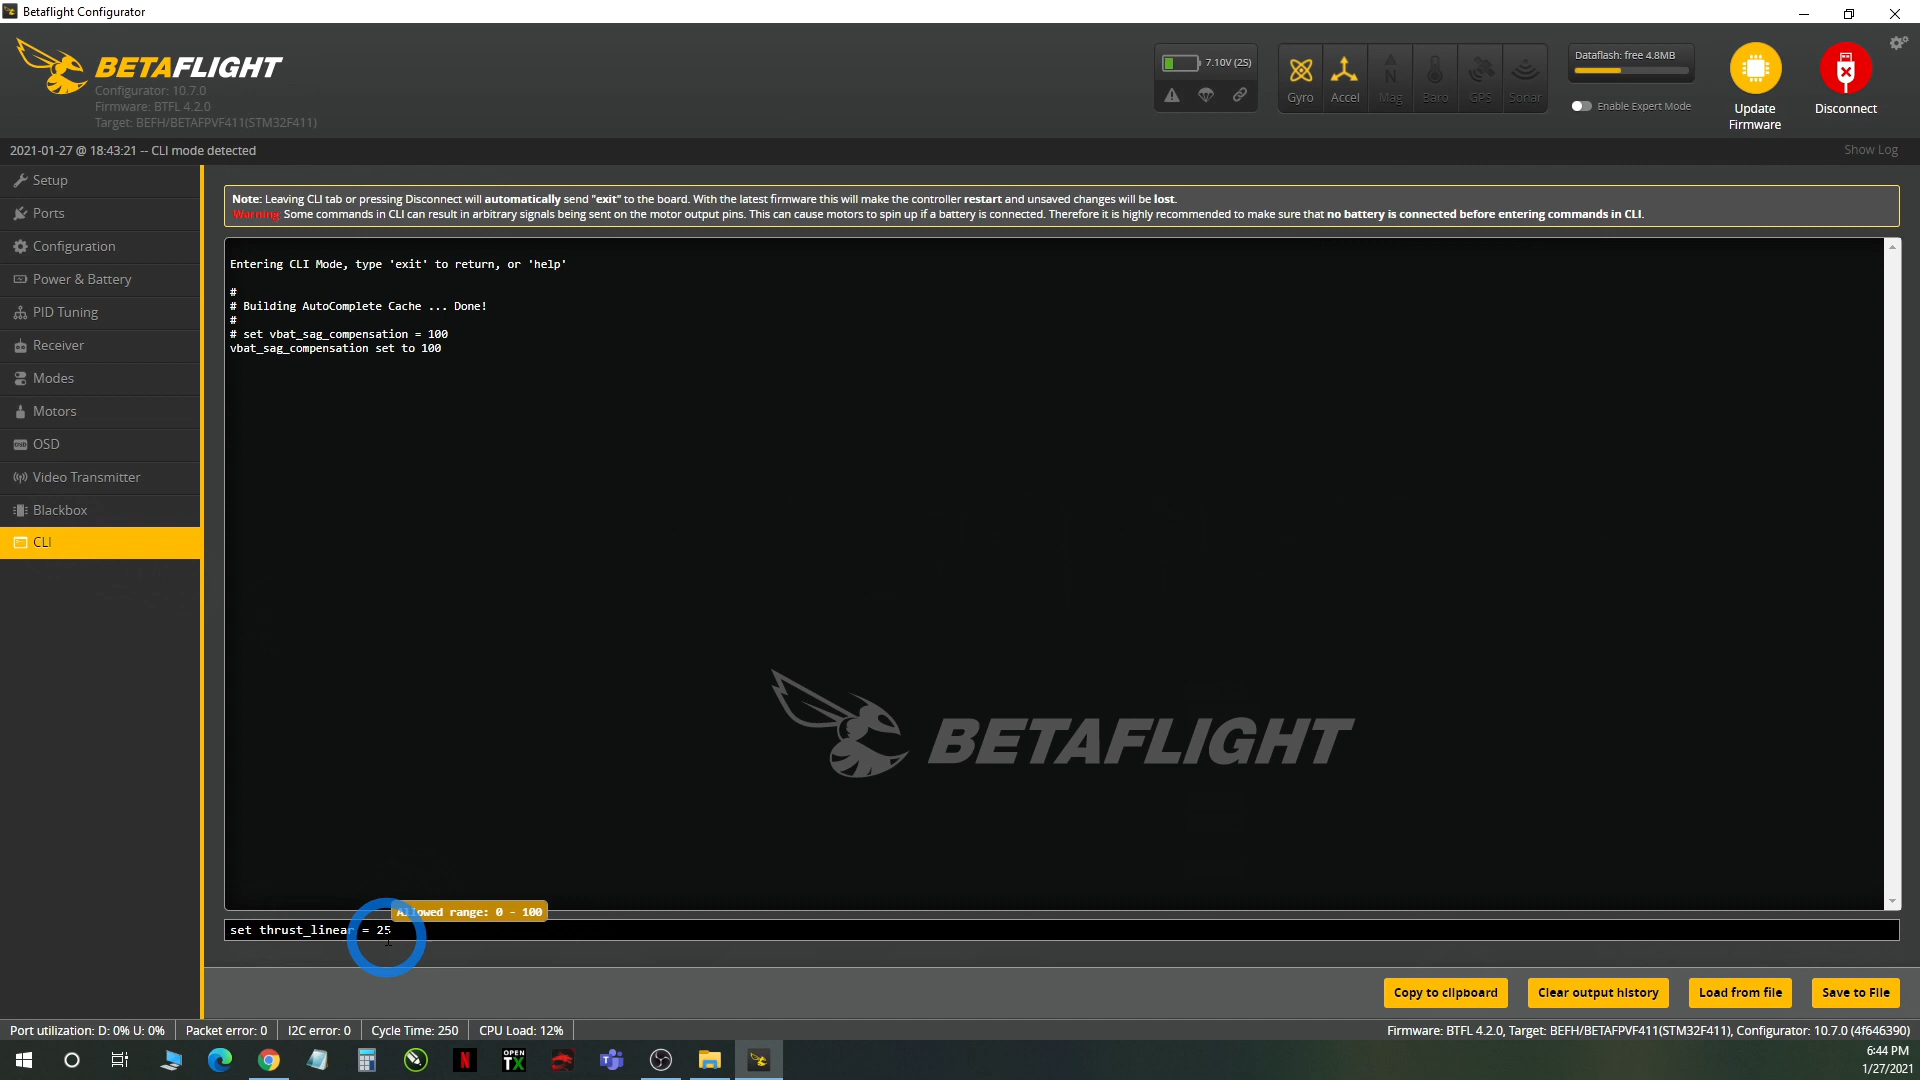 Betaflight Configurator
BETAFLIGHT
Configurator: 10.7.0
Firmware: BTFL 4.2.0
Target: BEFH/BETAFPVF411(STM32F411)
7.10V (2S)
Gyro
Accel
Mag
Baro
GPS
Sonar
Dataflash: free 4.8MB
Enable Expert Mode
Update
Firmware
Disconnect
2021-01-27 @ 18:43:21 -- CLI mode detected
Show Log
Setup
Ports
Configuration
Power & Battery
PID Tuning
Receiver
Modes
Motors
OSD
Video Transmitter
Blackbox
CLI
Note: Leaving CLI tab or pressing Disconnect will automatically send "exit" to the board. With the latest firmware this will make the controller restart and unsaved changes will be lost.
Warning: Some commands in CLI can result in arbitrary signals being sent on the motor output pins. This can cause motors to spin up if a battery is connected. Therefore it is highly recommended to make sure that no battery is connected before entering commands in CLI.
Entering CLI Mode, type 'exit' to return, or 'help'
#
# Building AutoComplete Cache ... Done!
#
# set vbat_sag_compensation = 100
vbat_sag_compensation set to 100
BETAFLIGHT
Allowed range: 0 - 100
set thrust_linear = 25
Copy to clipboard
Clear output history
Load from file
Save to File
Port utilization: D: 0% U: 0%
Packet error: 0
I2C error: 0
Cycle Time: 250
CPU Load: 12%
Firmware: BTFL 4.2.0, Target: BEFH/BETAFPVF411(STM32F411), Configurator: 10.7.0 (4f646390)
N
OPEN
TX
6:44 PM
1/27/2021